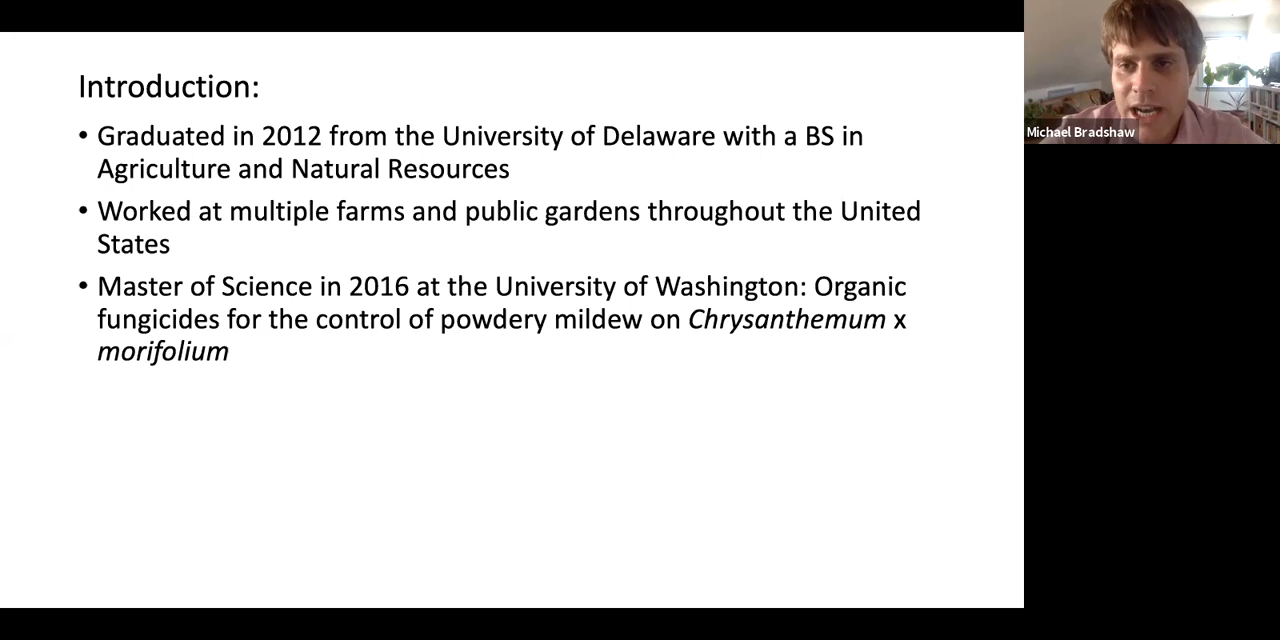 Introduction:
• Graduated in 2012 from the University of Delaware with a BS in
Agriculture and Natural Resources
• Worked at multiple farms and public gardens throughout the United
States
• Master of Science in 2016 at the University of Washington: Organic
fungicides for the control of powdery mildew on Chrysanthemum x
morifolium
Michael Bradshaw